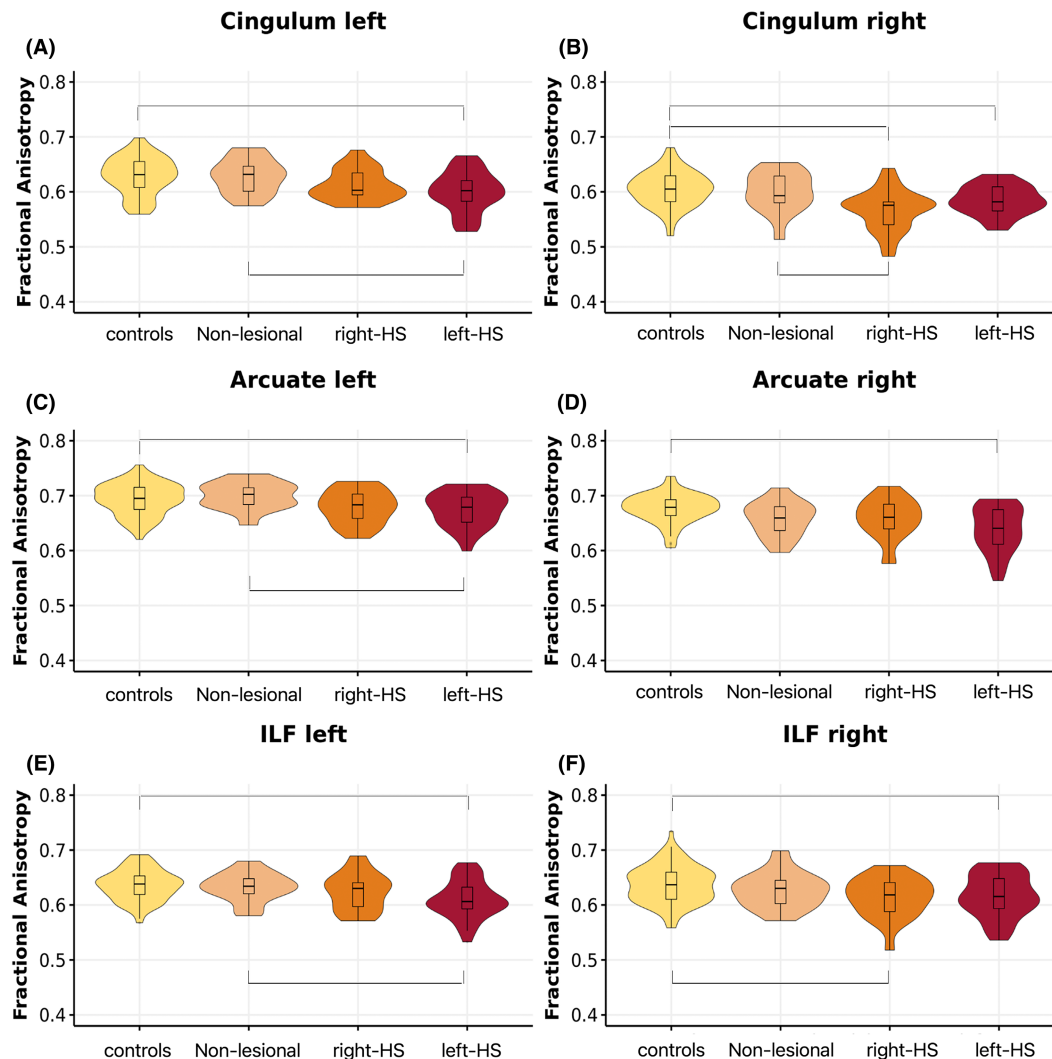 Cingulum left
(A)
Fractional Anisotropy
0.8
0.7
0.6
0.5
0.4
controls Non-lesional right-HS left-HS
Cingulum right
(B)
Fractional Anisotropy
0.8
0.7
0.6
0.5
0.4
controls Non-lesional right-HS left-HS
Arcuate left
(C)
Fractional Anisotropy
0.8
0.7
0.6
0.5
0.4
controls Non-lesional right-HS left-HS
Arcuate right
(D)
Fractional Anisotropy
0.8
0.7
0.6
0.5
0.4
controls Non-lesional right-HS left-HS
ILF left
(E)
Fractional Anisotropy
0.8
0.7
0.6
0.5
0.4
controls Non-lesional right-HS left-HS
ILF right
(F)
Fractional Anisotropy
0.8
0.7
0.6
0.5
0.4
controls Non-lesional right-HS left-HS